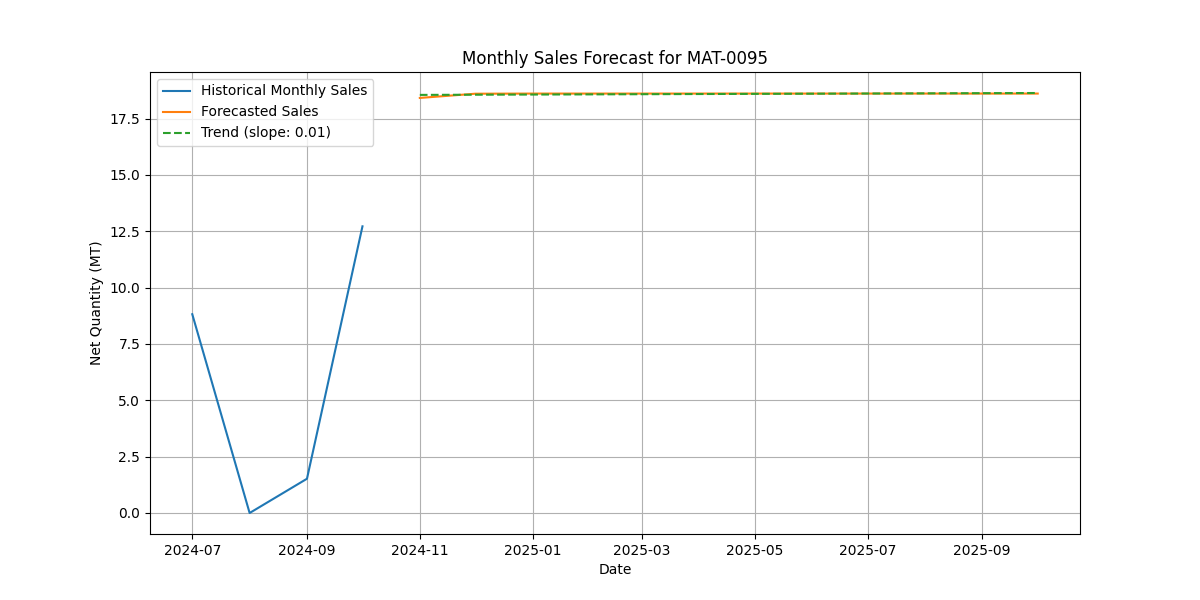 Monthly Sales Forecast for MAT-0095
Historical Monthly Sales
Forecasted Sales
Trend (slope: 0.01)
Net Quantity (MT)
17.5
15.0
12.5
10.0
7.5
5.0
2.5
0.0
2024-07 2024-09 2024-11 2025-01 2025-03 2025-05 2025-07 2025-09
Date